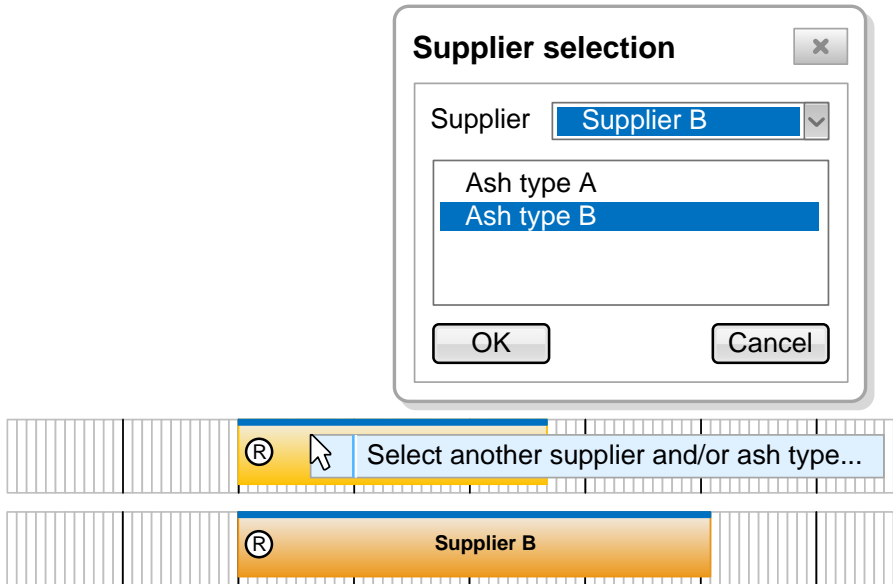 Supplier selection
Supplier Supplier B
Ash type A
Ash type B
OK Cancel
® Select another supplier and/or ash type...
® Supplier B